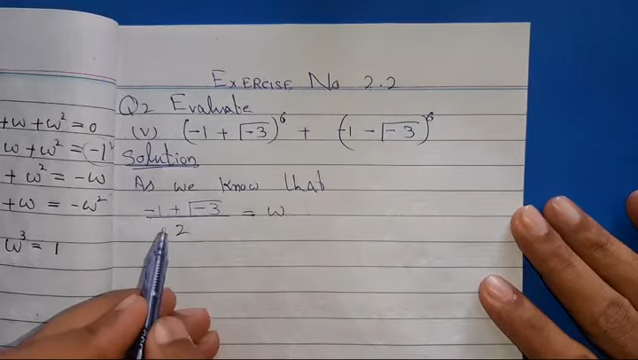 EXERCISE No 2.2
Q2 Evaluate
(V) (-1 + √-3)⁶ + (-1 - √-3)⁶
Solution
As we know that
-1 + √-3 = ω
2
+ω + ω² = 0
ω + ω² = -1
+ ω² = -ω
+ω = -ω²
ω³ = 1